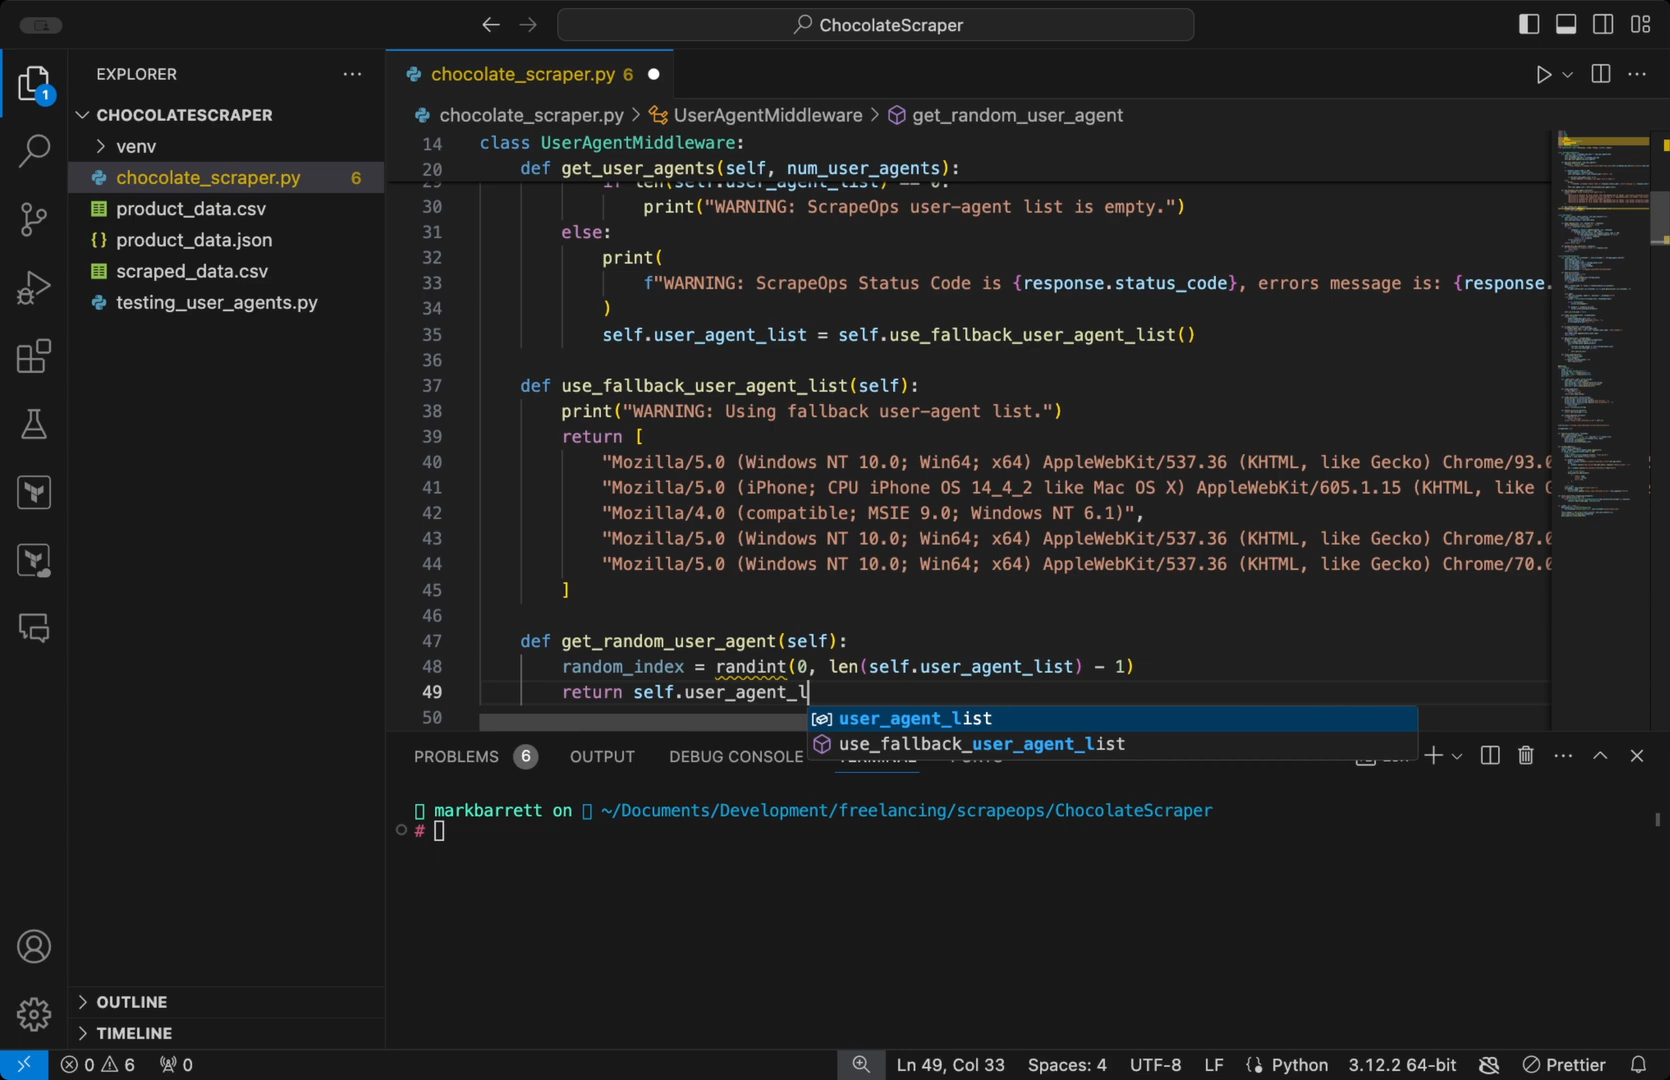 ChocolateScraper
EXPLORER
CHOCOLATESCRAPER
venv
chocolate_scraper.py 6
product_data.csv
{} product_data.json
scraped_data.csv
testing_user_agents.py
OUTLINE
TIMELINE
1
chocolate_scraper.py 6
chocolate_scraper.py > UserAgentMiddleware > get_random_user_agent
14 class UserAgentMiddleware:
20 def get_user_agents(self, num_user_agents):
29 if len(self.user_agent_list) == 0:
30 print("WARNING: ScrapeOps user-agent list is empty.")
31 else:
32 print(
33 f"WARNING: ScrapeOps Status Code is {response.status_code}, errors message is: {response.
34 )
35 self.user_agent_list = self.use_fallback_user_agent_list()
36
37 def use_fallback_user_agent_list(self):
38 print("WARNING: Using fallback user-agent list.")
39 return [
40 "Mozilla/5.0 (Windows NT 10.0; Win64; x64) AppleWebKit/537.36 (KHTML, like Gecko) Chrome/93.0
41 "Mozilla/5.0 (iPhone; CPU iPhone OS 14_4_2 like Mac OS X) AppleWebKit/605.1.15 (KHTML, like G
42 "Mozilla/4.0 (compatible; MSIE 9.0; Windows NT 6.1)",
43 "Mozilla/5.0 (Windows NT 10.0; Win64; x64) AppleWebKit/537.36 (KHTML, like Gecko) Chrome/87.0
44 "Mozilla/5.0 (Windows NT 10.0; Win64; x64) AppleWebKit/537.36 (KHTML, like Gecko) Chrome/70.0
45 ]
46
47 def get_random_user_agent(self):
48 random_index = randint(0, len(self.user_agent_list) - 1)
49 return self.user_agent_l
50
user_agent_list
use_fallback_user_agent_list
PROBLEMS 6 OUTPUT DEBUG CONSOLE TERMINAL PORTS
markbarrett on ~/Documents/Development/freelancing/scrapeops/ChocolateScraper
#
0 6 0
Ln 49, Col 33 Spaces: 4 UTF-8 LF {} Python 3.12.2 64-bit Prettier